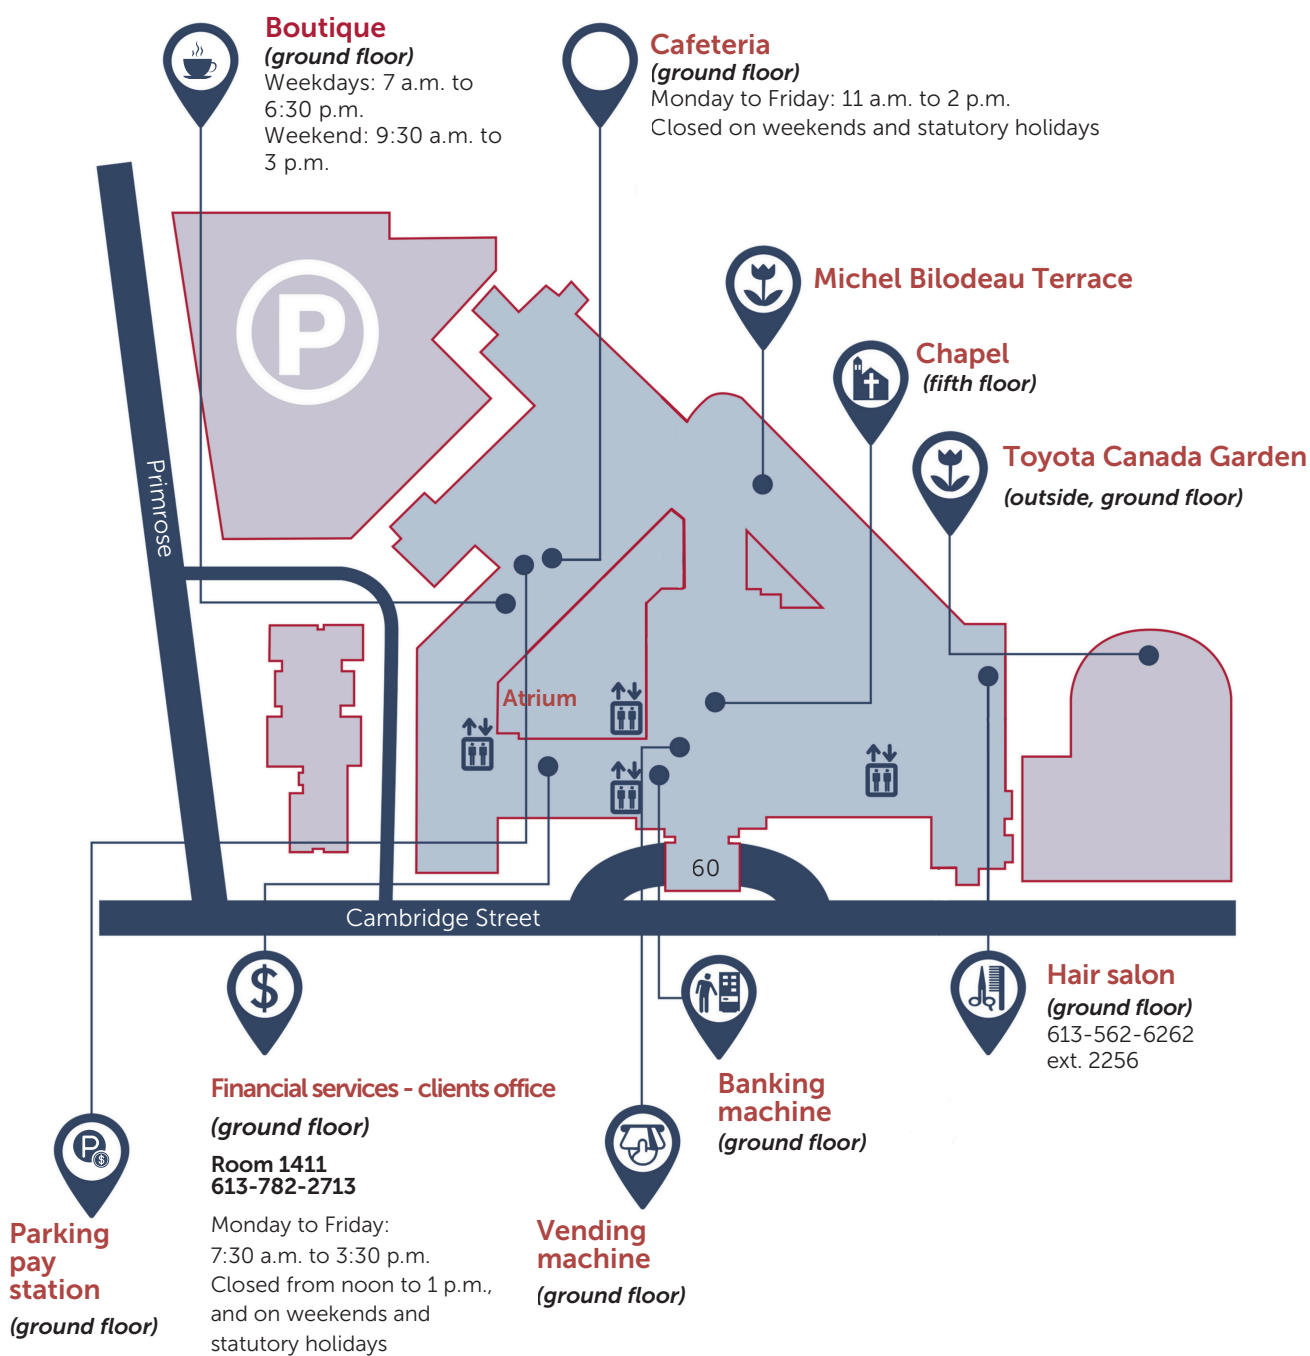 Boutique
(ground floor)
Weekdays: 7 a.m. to
6:30 p.m.
Weekend: 9:30 a.m. to
3 p.m.
Cafeteria
(ground floor)
Monday to Friday: 11 a.m. to 2 p.m.
Closed on weekends and statutory holidays
P
Michel Bilodeau Terrace
Chapel
(fifth floor)
Toyota Canada Garden
(outside, ground floor)
Primrose
Atrium
60
Cambridge Street
$
Financial services - clients office
(ground floor)
Room 1411
613-782-2713
Monday to Friday:
7:30 a.m. to 3:30 p.m.
Closed from noon to 1 p.m.,
and on weekends and
statutory holidays
P
$
Parking
pay
station
(ground floor)
Vending
machine
(ground floor)
Banking
machine
(ground floor)
Hair salon
(ground floor)
613-562-6262
ext. 2256